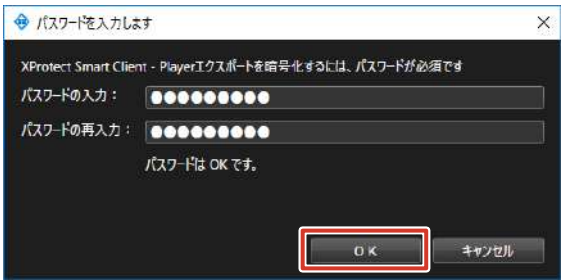 パスワードを入力します
XProtect Smart Client - Playerエクスポートを暗号化するには、パスワードが必須です
パスワードの入力：
パスワードの再入力：
パスワードは OK です。
OK
キャンセル